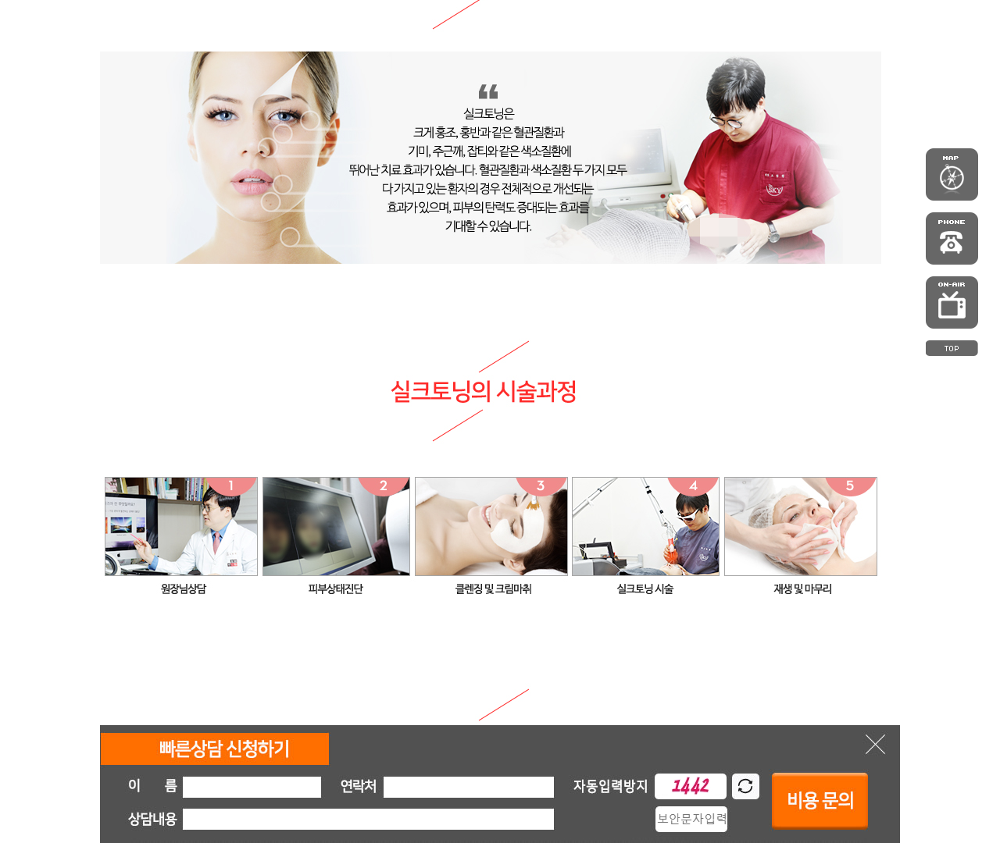 실크토닝은
크게 홍조, 홍반과 같은 혈관질환과
기미, 주근깨, 잡티와 같은 색소질환에
뛰어난 치료 효과가 있습니다. 혈관질환과 색소질환 두 가지 모두
다 가지고 있는 환자의 경우 전체적으로 개선되는
효과가 있으며, 피부의 탄력도 증대되는 효과를
기대할 수 있습니다.
SKY
MAP
PHONE
ON-AIR
TOP
실크토닝의 시술과정
1
2
3
4
5
SKY
원장님상담
피부상태진단
클렌징 및 크림마취
실크토닝 시술
재생 및 마무리
빠른상담 신청하기
이 름
연락처
자동입력방지
1442
비용 문의
상담내용
보안문자입력